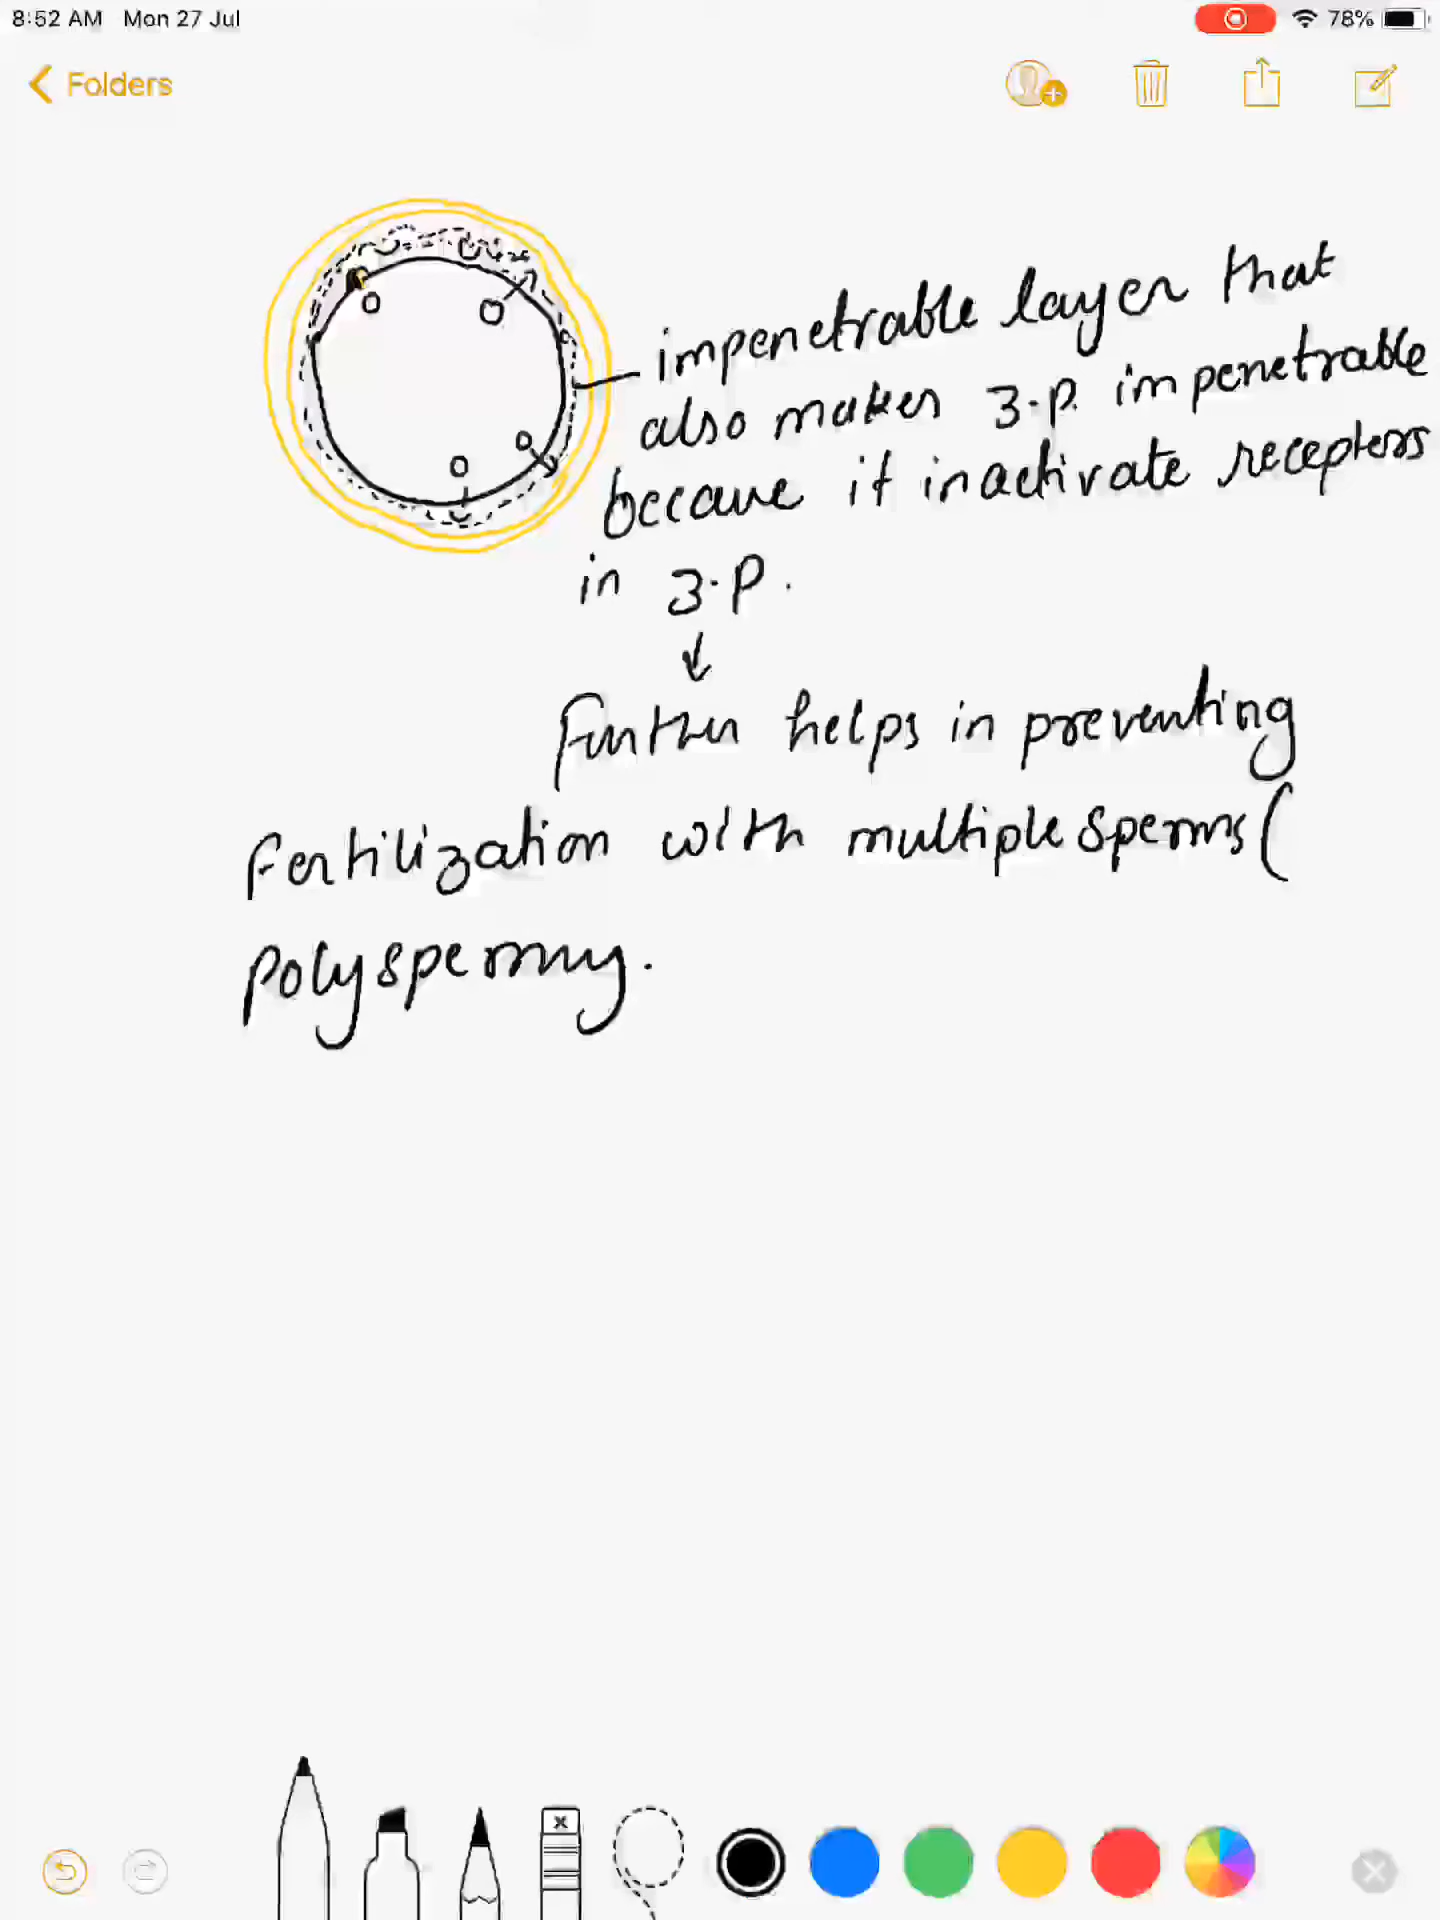 8:52 AM Mon 27 Jul
78%
Folders
impenetrable layer that
also makes 3.p. impenetrable
because it inactivate receptors
in 3.p.
↓
Further helps in preventing
fertilization with multiple sperms(
polyspermy.